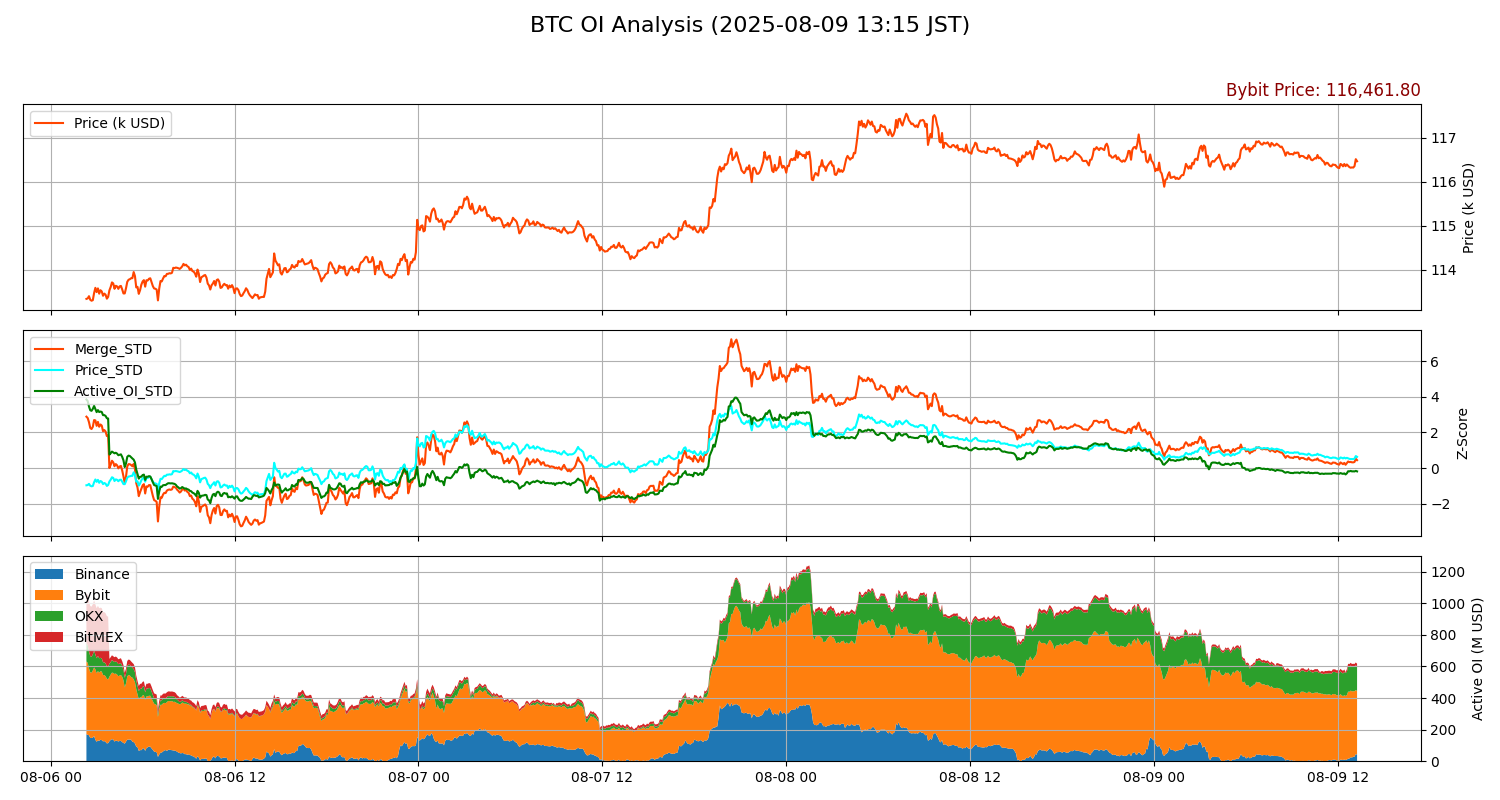 BTC OI Analysis (2025-08-09 13:15 JST)
Bybit Price: 116,461.80
Price (k USD)
117
116
115
114
Price (k USD)
Merge_STD
Price_STD
Active_OI_STD
6
4
2
0
−2
Z-Score
Binance
Bybit
OKX
BitMEX
1200
1000
800
600
400
200
0
Active OI (M USD)
08-06 00
08-06 12
08-07 00
08-07 12
08-08 00
08-08 12
08-09 00
08-09 12